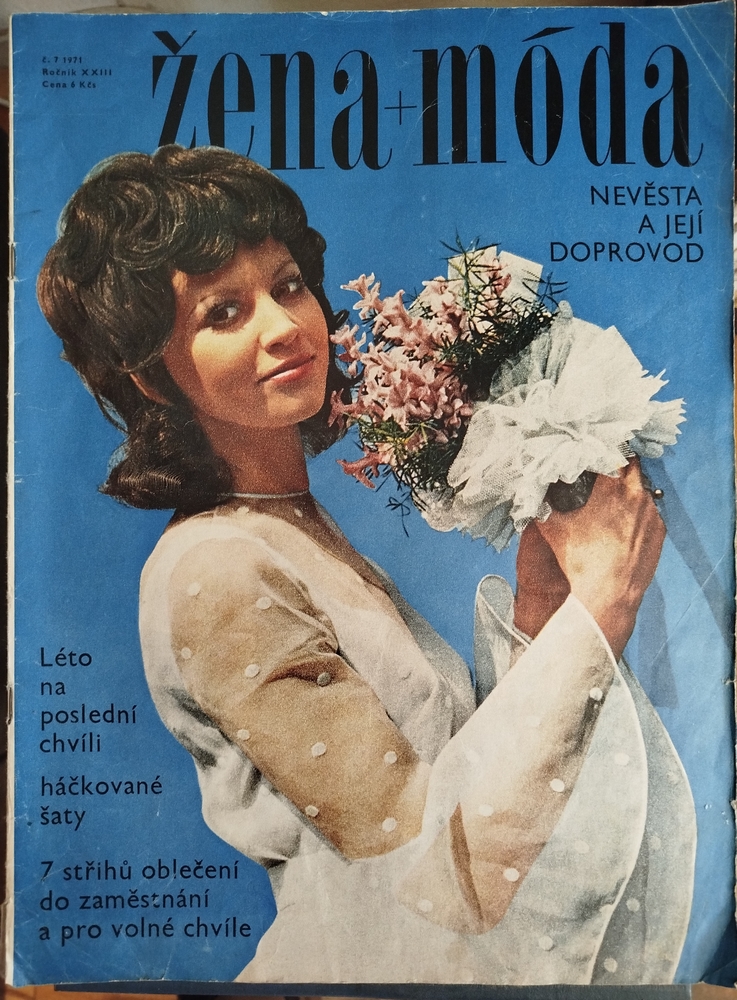 č. 7 1971
Ročník XXIII
Cena 6 Kčs
žena+móda
NEVĚSTA
A JEJÍ
DOPROVOD
Léto
na
poslední
chvíli
háčkované
šaty
7 střihů oblečení
do zaměstnání
a pro volné chvíle